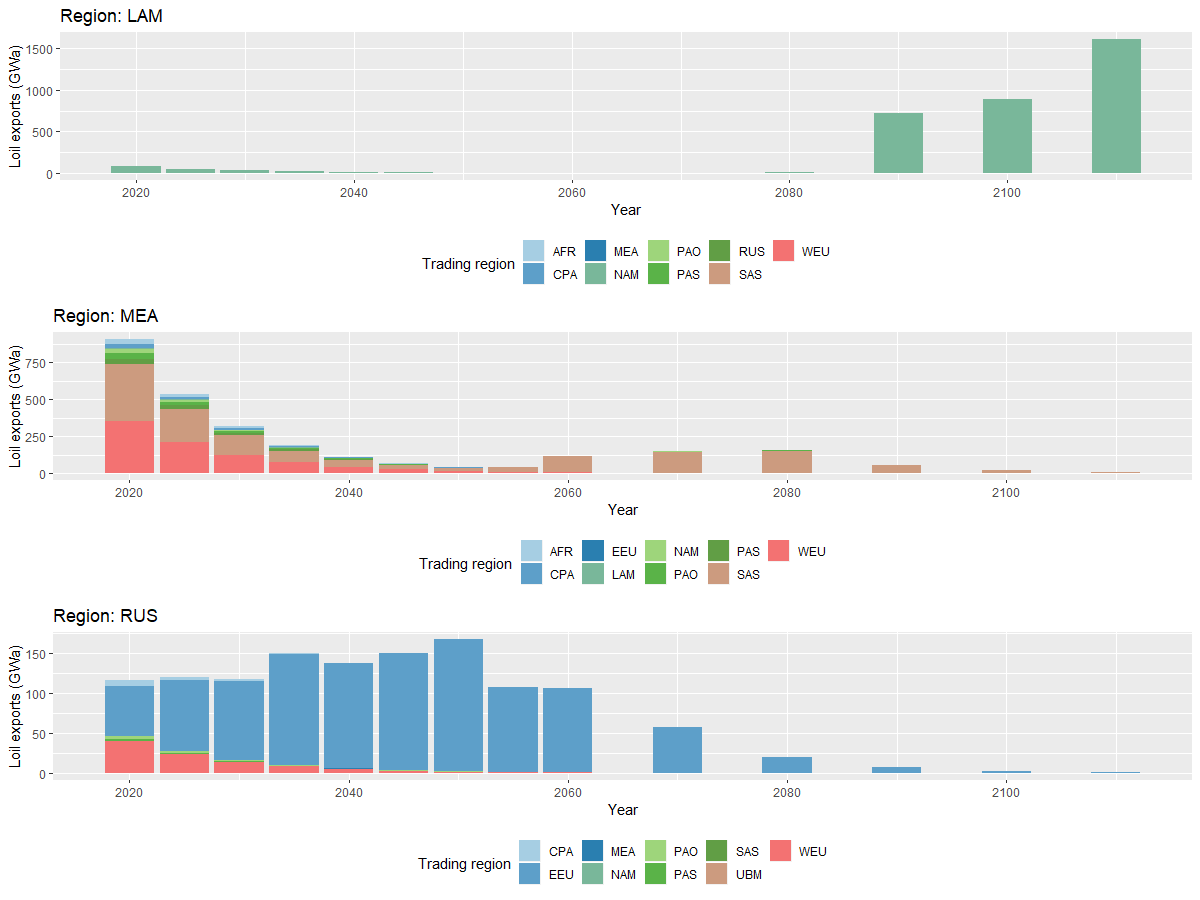 Region: LAM
Loil exports (GWa)
1500
1000
500
0
2020 2040 2060 2080 2100
Year
Trading region
AFR MEA PAO RUS WEU
CPA NAM PAS SAS
Region: MEA
Loil exports (GWa)
750
500
250
0
2020 2040 2060 2080 2100
Year
Trading region
AFR EEU NAM PAS WEU
CPA LAM PAO SAS
Region: RUS
Loil exports (GWa)
150
100
50
0
2020 2040 2060 2080 2100
Year
Trading region
CPA MEA PAO SAS WEU
EEU NAM PAS UBM